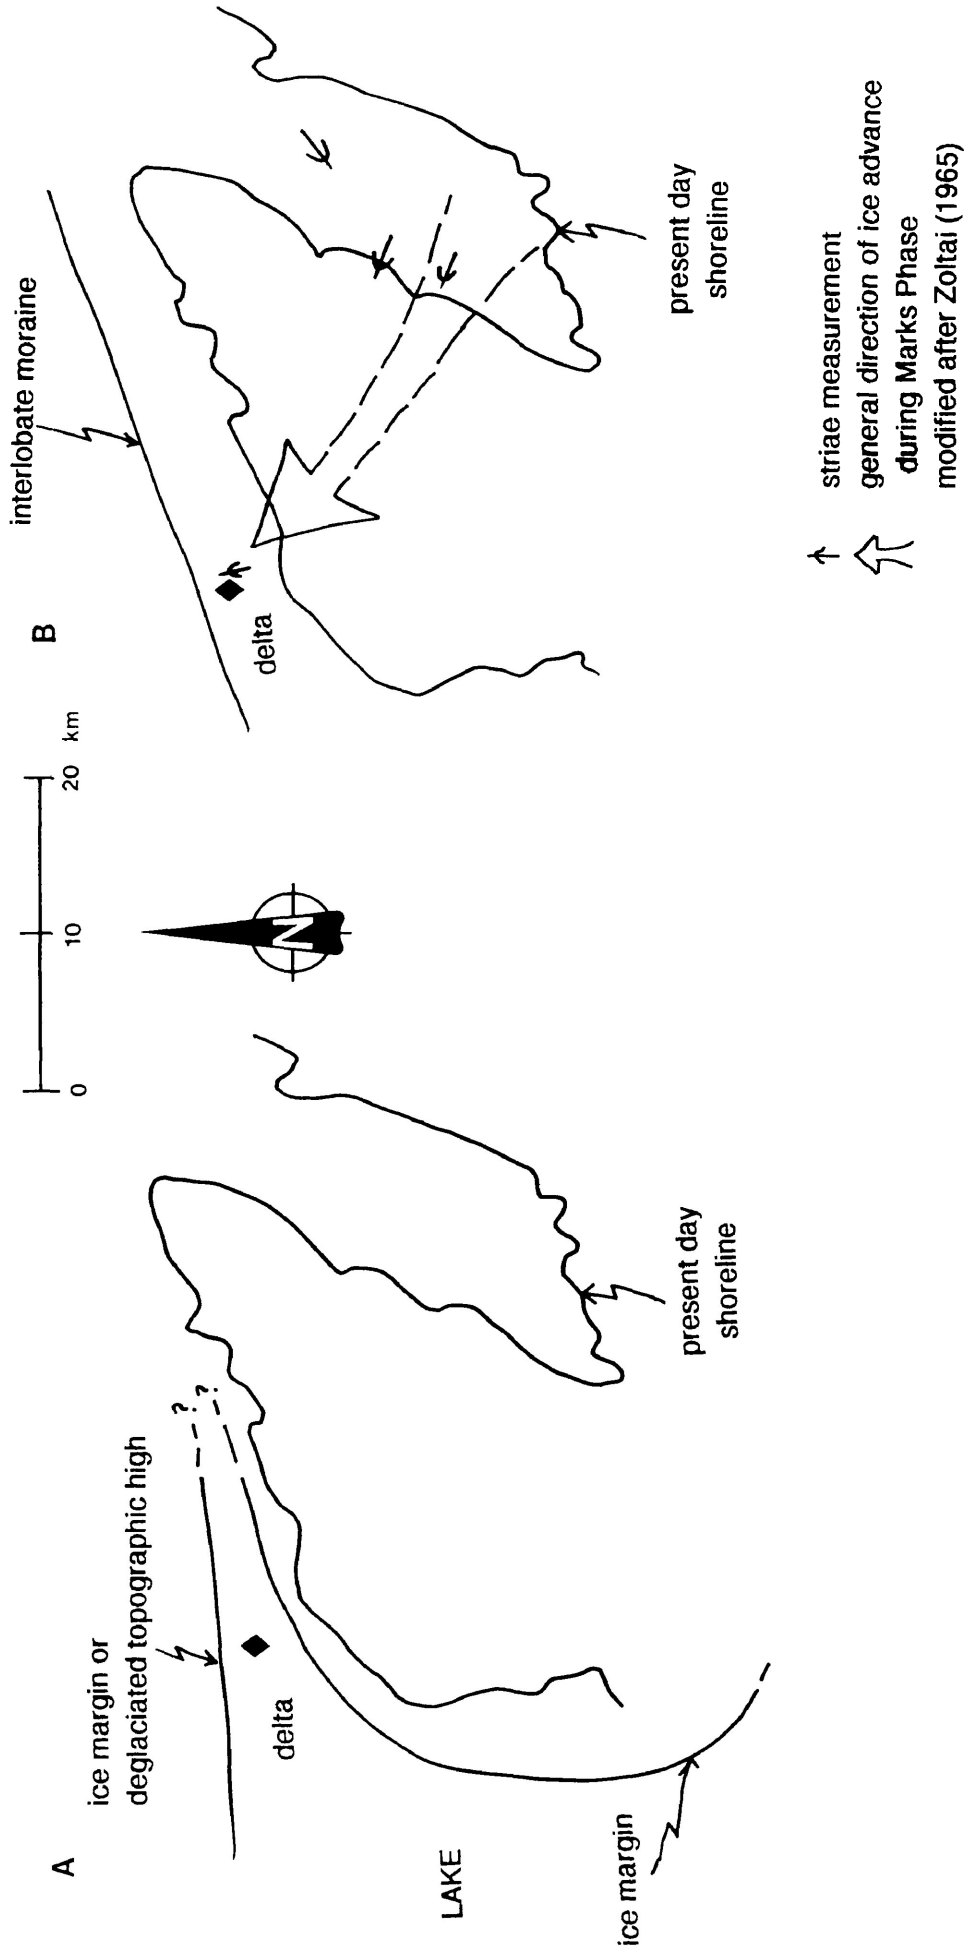 A
ice margin or
deglaciated topographic high
? ?
delta
LAKE
ice margin
present day
shoreline
0 10 20 km
N
B
interlobate moraine
delta
present day
shoreline
striae measurement
general direction of ice advance
during Marks Phase
modified after Zoltai (1965)